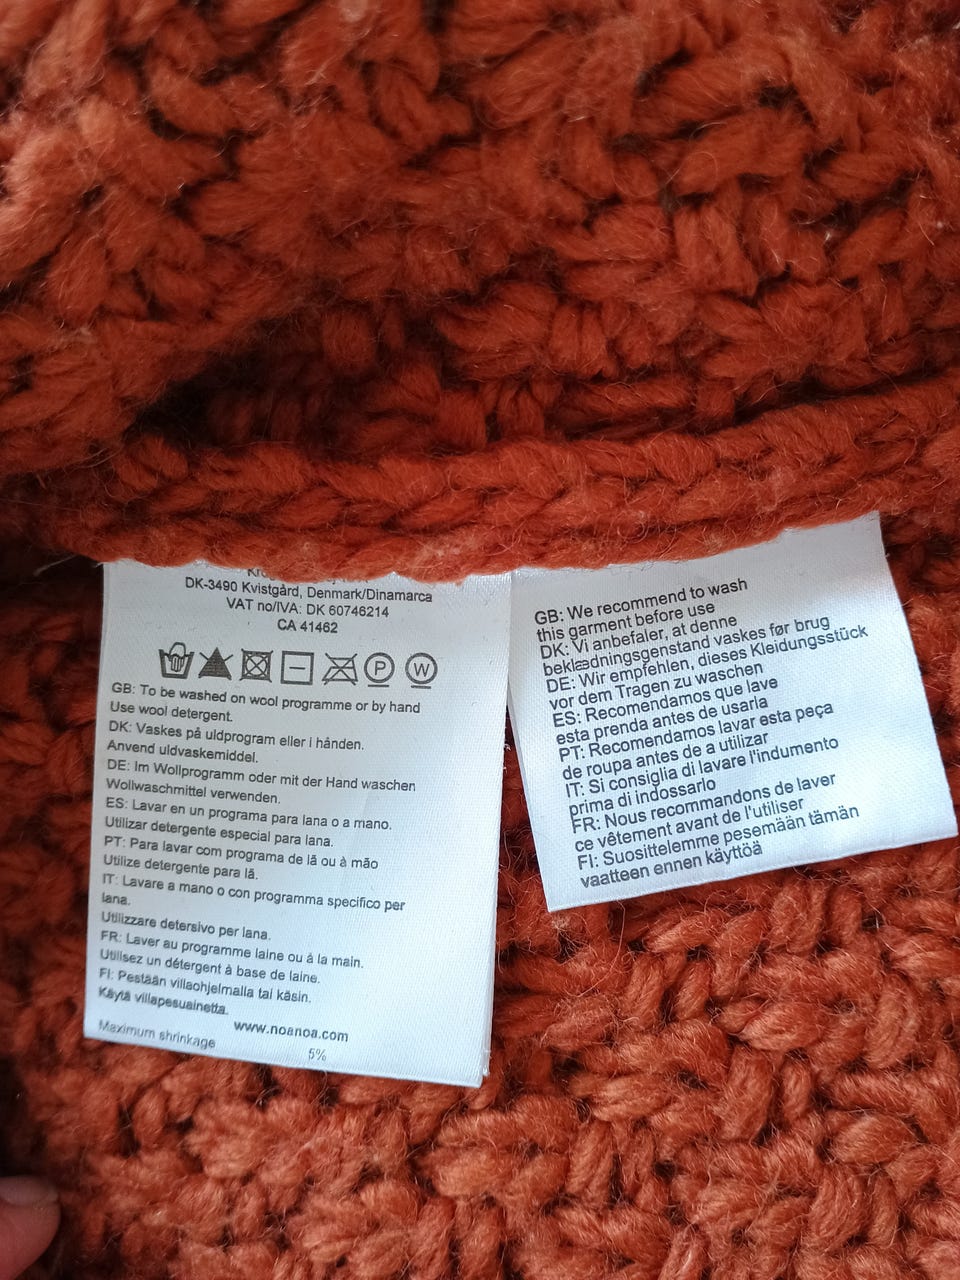 DK-3490 Kvistgård, Denmark/Dinamarca
VAT no/IVA: DK 60746214
CA 41462
P W
GB: To be washed on wool programme or by hand
Use wool detergent.
DK: Vaskes på uldprogram eller i hånden.
Anvend uldvaskemiddel.
DE: Im Wollprogramm oder mit der Hand waschen
Wollwaschmittel verwenden.
ES: Lavar en un programa para lana o a mano.
Utilizar detergente especial para lana.
PT: Para lavar com programa de lã ou à mão
Utilize detergente para lã.
IT: Lavare a mano o con programma specifico per
lana.
Utilizzare detersivo per lana.
FR: Laver au programme laine ou à la main.
Utilisez un détergent à base de laine.
FI: Pestään villaohjelmalla tai käsin.
Käytä villapesuainetta.
www.noanoa.com
Maximum shrinkage
5%
GB: We recommend to wash
this garment before use
DK: Vi anbefaler, at denne
beklædningsgenstand vaskes før brug
DE: Wir empfehlen, dieses Kleidungsstück
vor dem Tragen zu waschen
ES: Recomendamos que lave
esta prenda antes de usarla
PT: Recomendamos lavar esta peça
de roupa antes de a utilizar
IT: Si consiglia di lavare l'indumento
prima di indossarlo
FR: Nous recommandons de laver
ce vêtement avant de l'utiliser
FI: Suosittelemme pesemään tämän
vaatteen ennen käyttöä